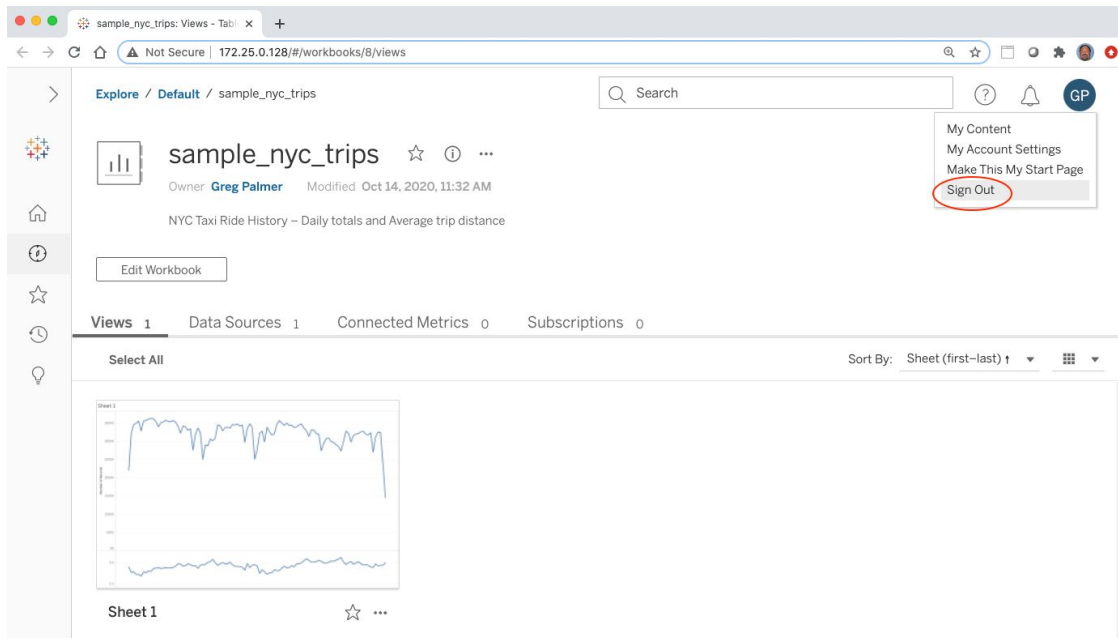 sample_nyc_trips: Views - Tabl
Not Secure | 172.25.0.128/#/workbooks/8/views
Explore / Default / sample_nyc_trips
Search
GP
My Content
My Account Settings
Make This My Start Page
Sign Out
sample_nyc_trips
Owner Greg Palmer Modified Oct 14, 2020, 11:32 AM
NYC Taxi Ride History – Daily totals and Average trip distance
Edit Workbook
Views 1 Data Sources 1 Connected Metrics 0 Subscriptions 0
Select All
Sort By: Sheet (first–last)
Sheet 1
Sheet 1